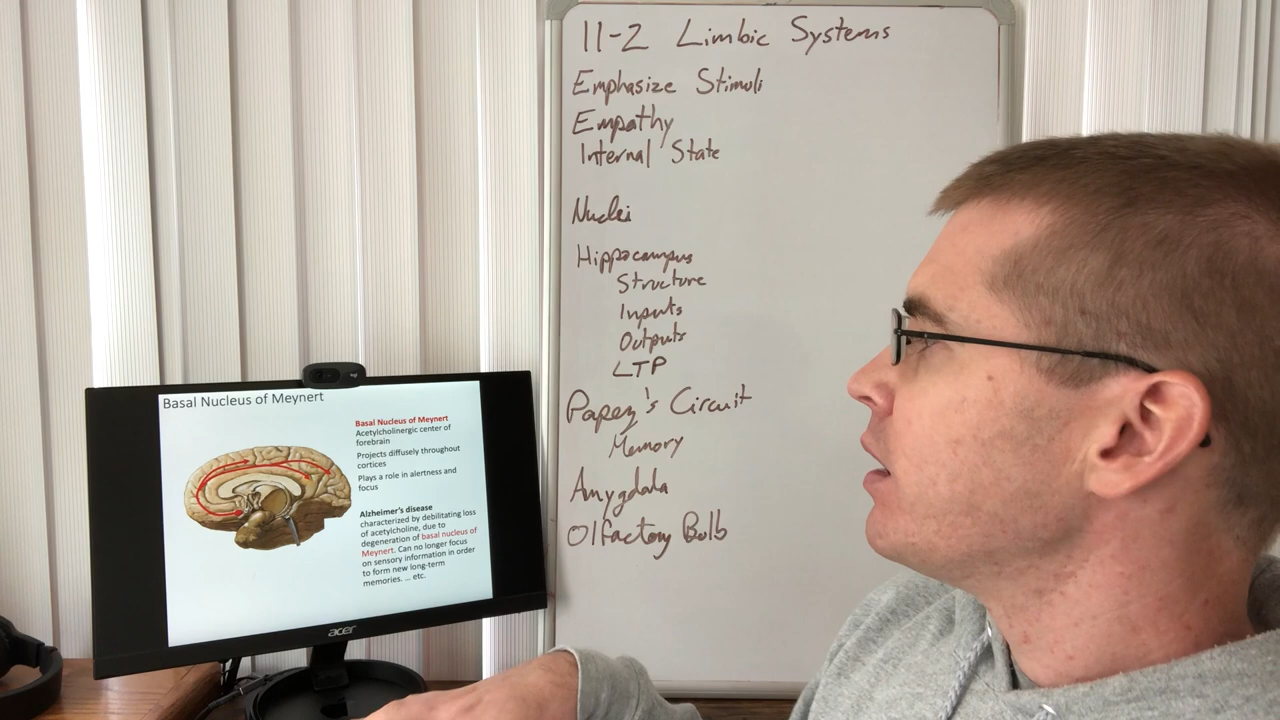 11-2 Limbic Systems
Emphasize Stimuli
Empathy
Internal State
Nuclei
Hippocampus
Structure
Inputs
Outputs
LTP
Papez's Circuit
Memory
Amygdala
Olfactory Bulb
Basal Nucleus of Meynert
Basal Nucleus of Meynert
Acetylcholinergic center of
forebrain
Projects diffusely throughout
cortices
Plays a role in alertness and
focus
Alzheimer's disease
characterized by debilitating loss
of acetylcholine, due to
degeneration of basal nucleus of
Meynert. Can no longer focus
on sensory information in order
to form new long-term
memories. ... etc.
acer